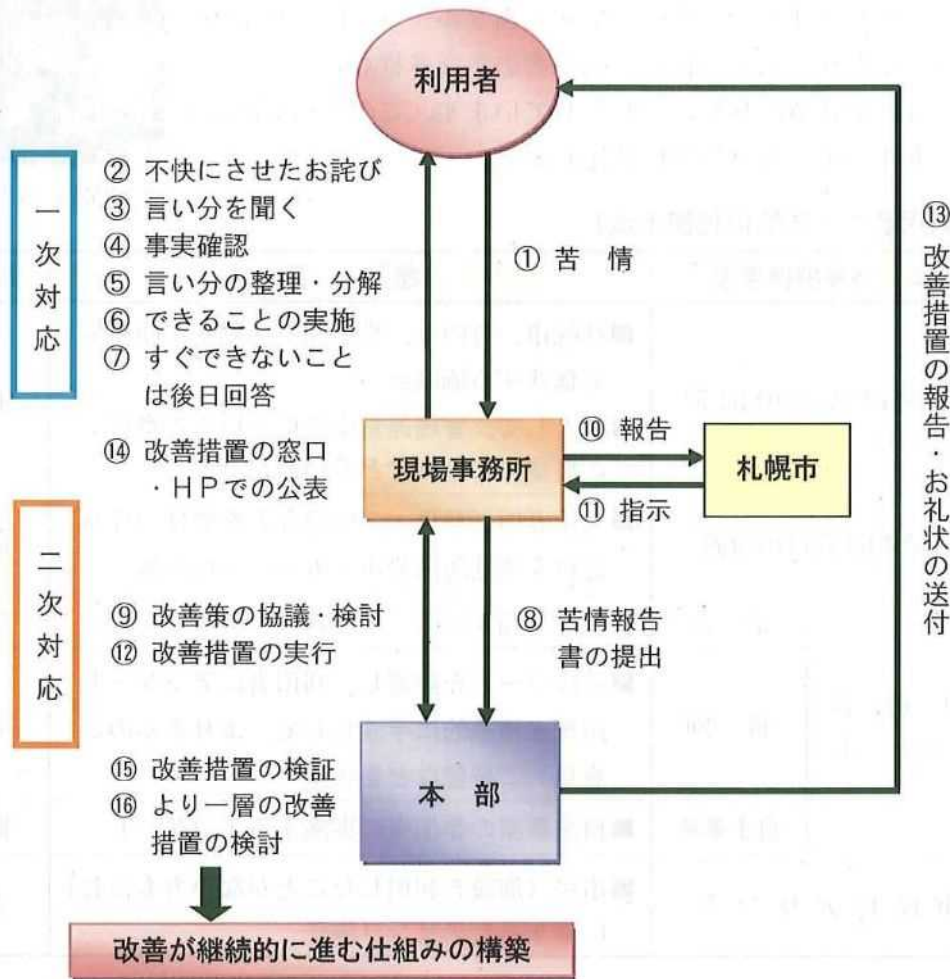 利用者
一次対応
② 不快にさせたお詫び
③ 言い分を聞く
④ 事実確認
⑤ 言い分の整理・分解
⑥ できることの実施
⑦ すぐできないこと
は後日回答
⑭ 改善措置の窓口
・HPでの公表
① 苦 情
⑬ 改善措置の報告・お礼状の送付
現場事務所
⑩ 報告
⑪ 指示
札幌市
二次対応
⑨ 改善策の協議・検討
⑫ 改善措置の実行
⑧ 苦情報告
書の提出
⑮ 改善措置の検証
⑯ より一層の改善
措置の検討
本 部
改善が継続的に進む仕組みの構築